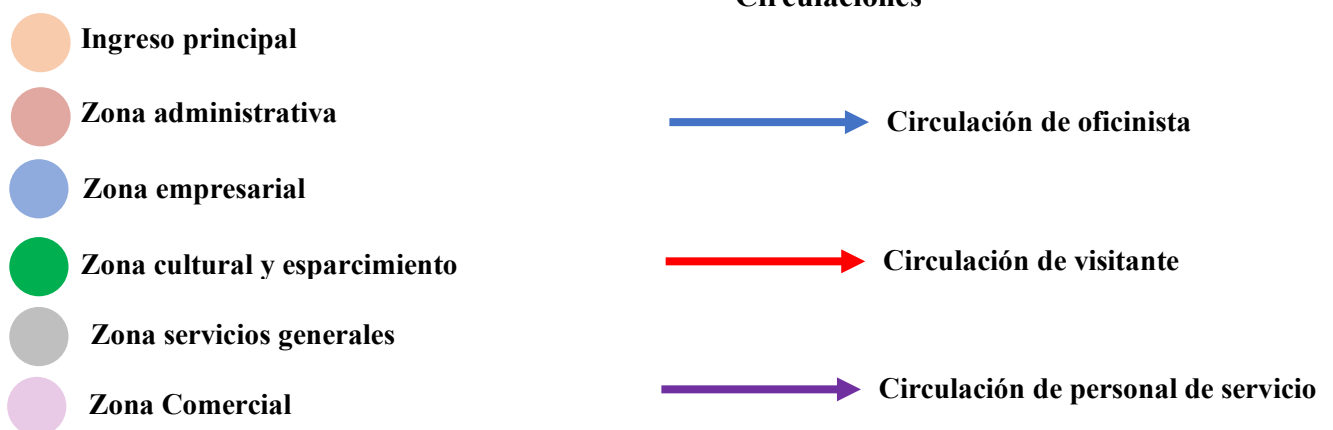 Circulaciones
Ingreso principal
Zona administrativa
Zona empresarial
Zona cultural y esparcimiento
Zona servicios generales
Zona Comercial
Circulación de oficinista
Circulación de visitante
Circulación de personal de servicio